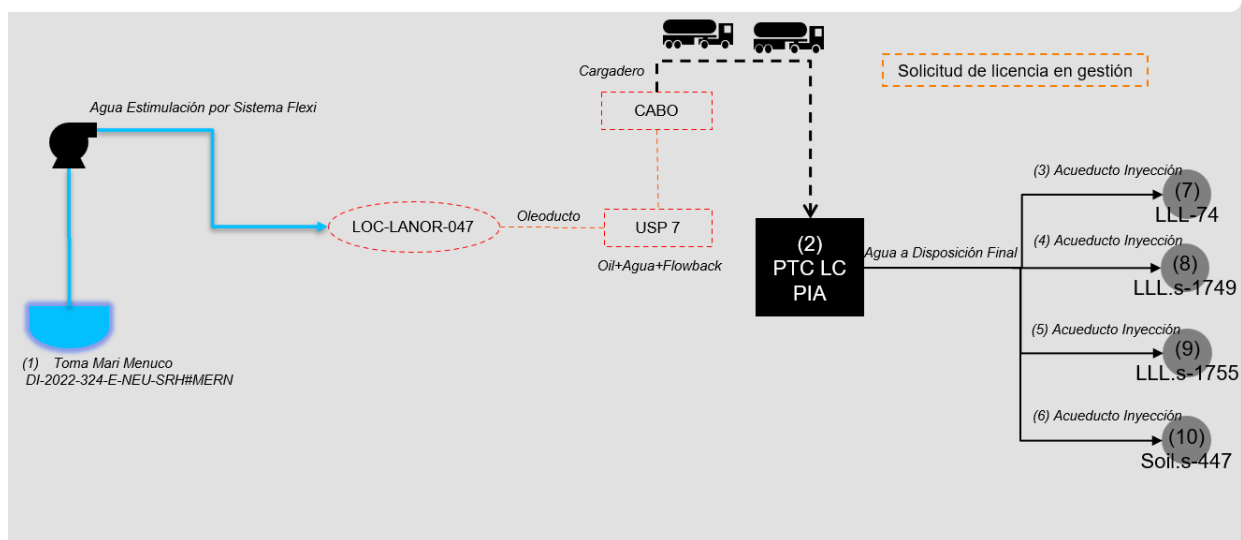 Cargadero
Solicitud de licencia en gestión
Agua Estimulación por Sistema Flexi
CABO
LOC-LANOR-047
Oleoducto
USP 7
Oil+Agua+Flowback
(2)
PTC LC
PIA
Agua a Disposición Final
(3) Acueducto Inyección
(7)
LLL-74
(4) Acueducto Inyección
(8)
LLL.s-1749
(5) Acueducto Inyección
(9)
LLL.s-1755
(6) Acueducto Inyección
(10)
Soil.s-447
(1) Toma Mari Menuco
DI-2022-324-E-NEU-SRH#MERN